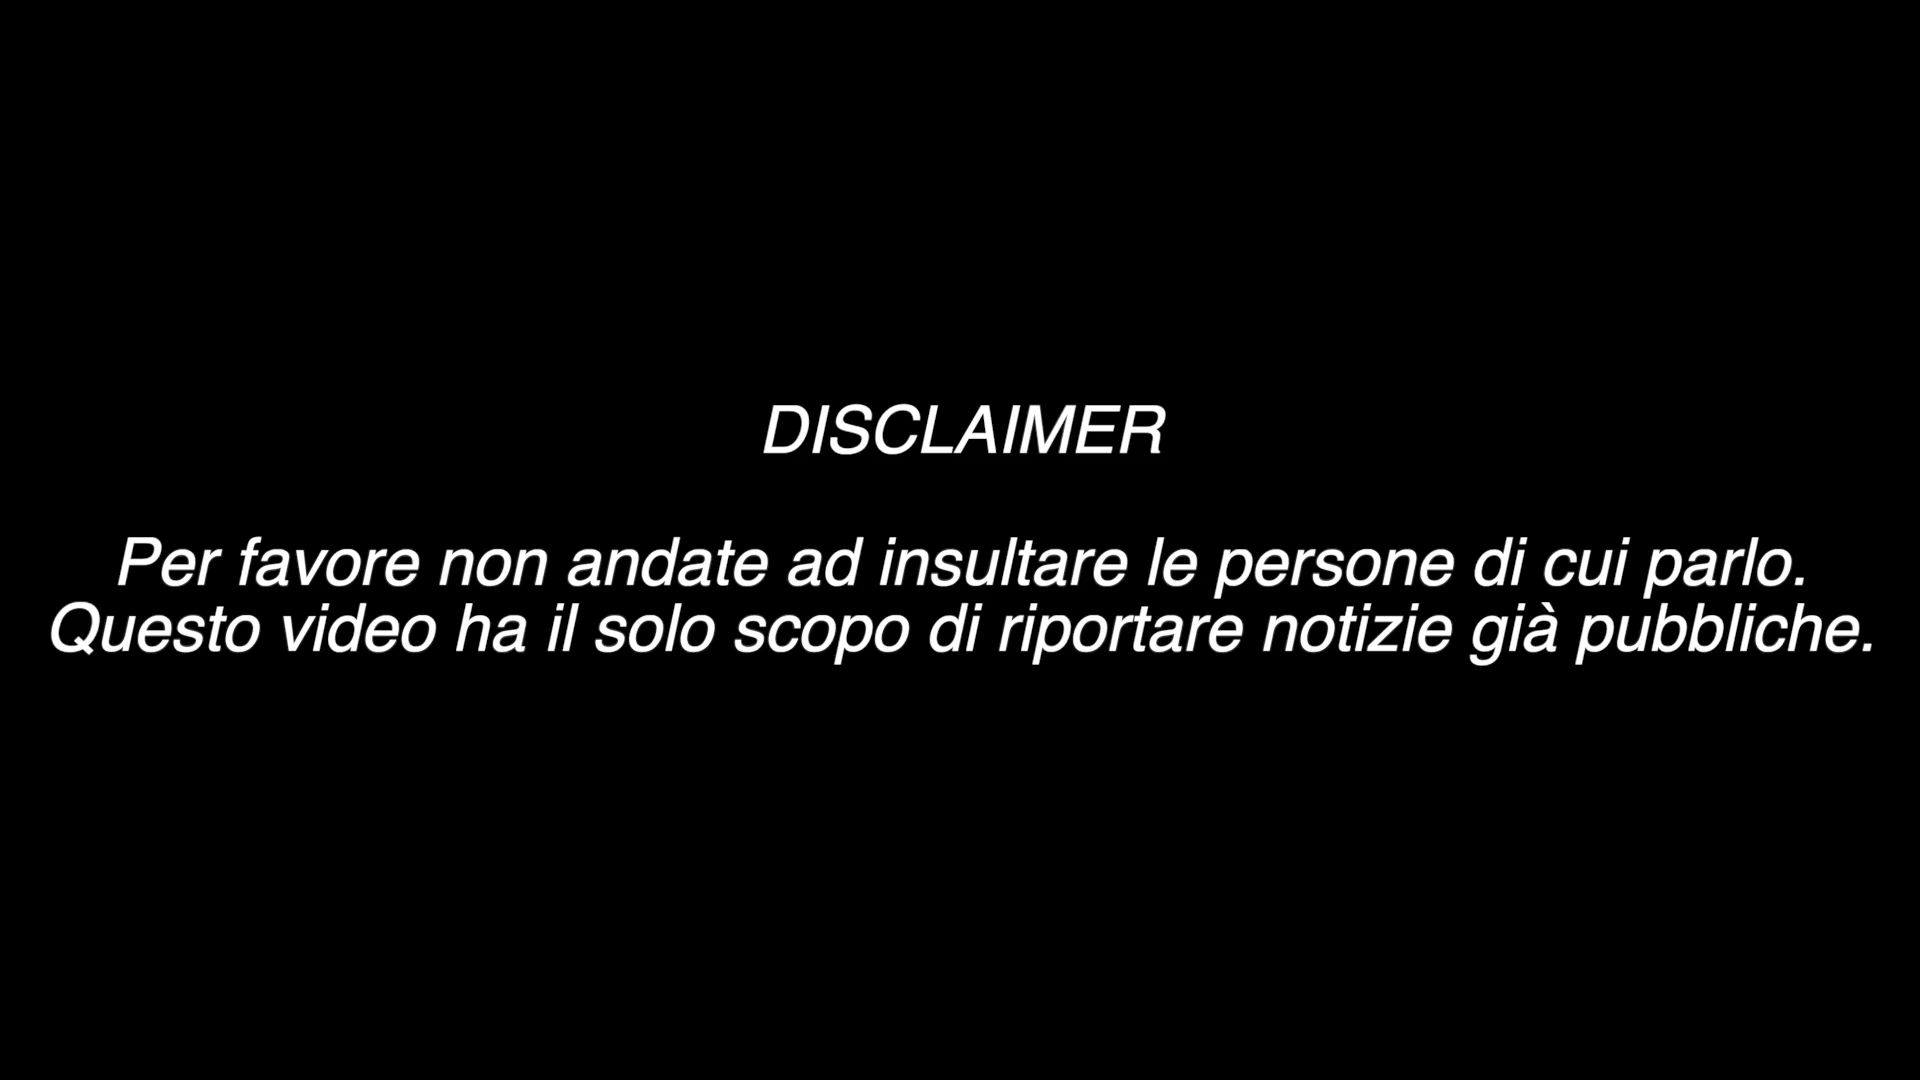 DISCLAIMER
Per favore non andate ad insultare le persone di cui parlo.
Questo video ha il solo scopo di riportare notizie già pubbliche.